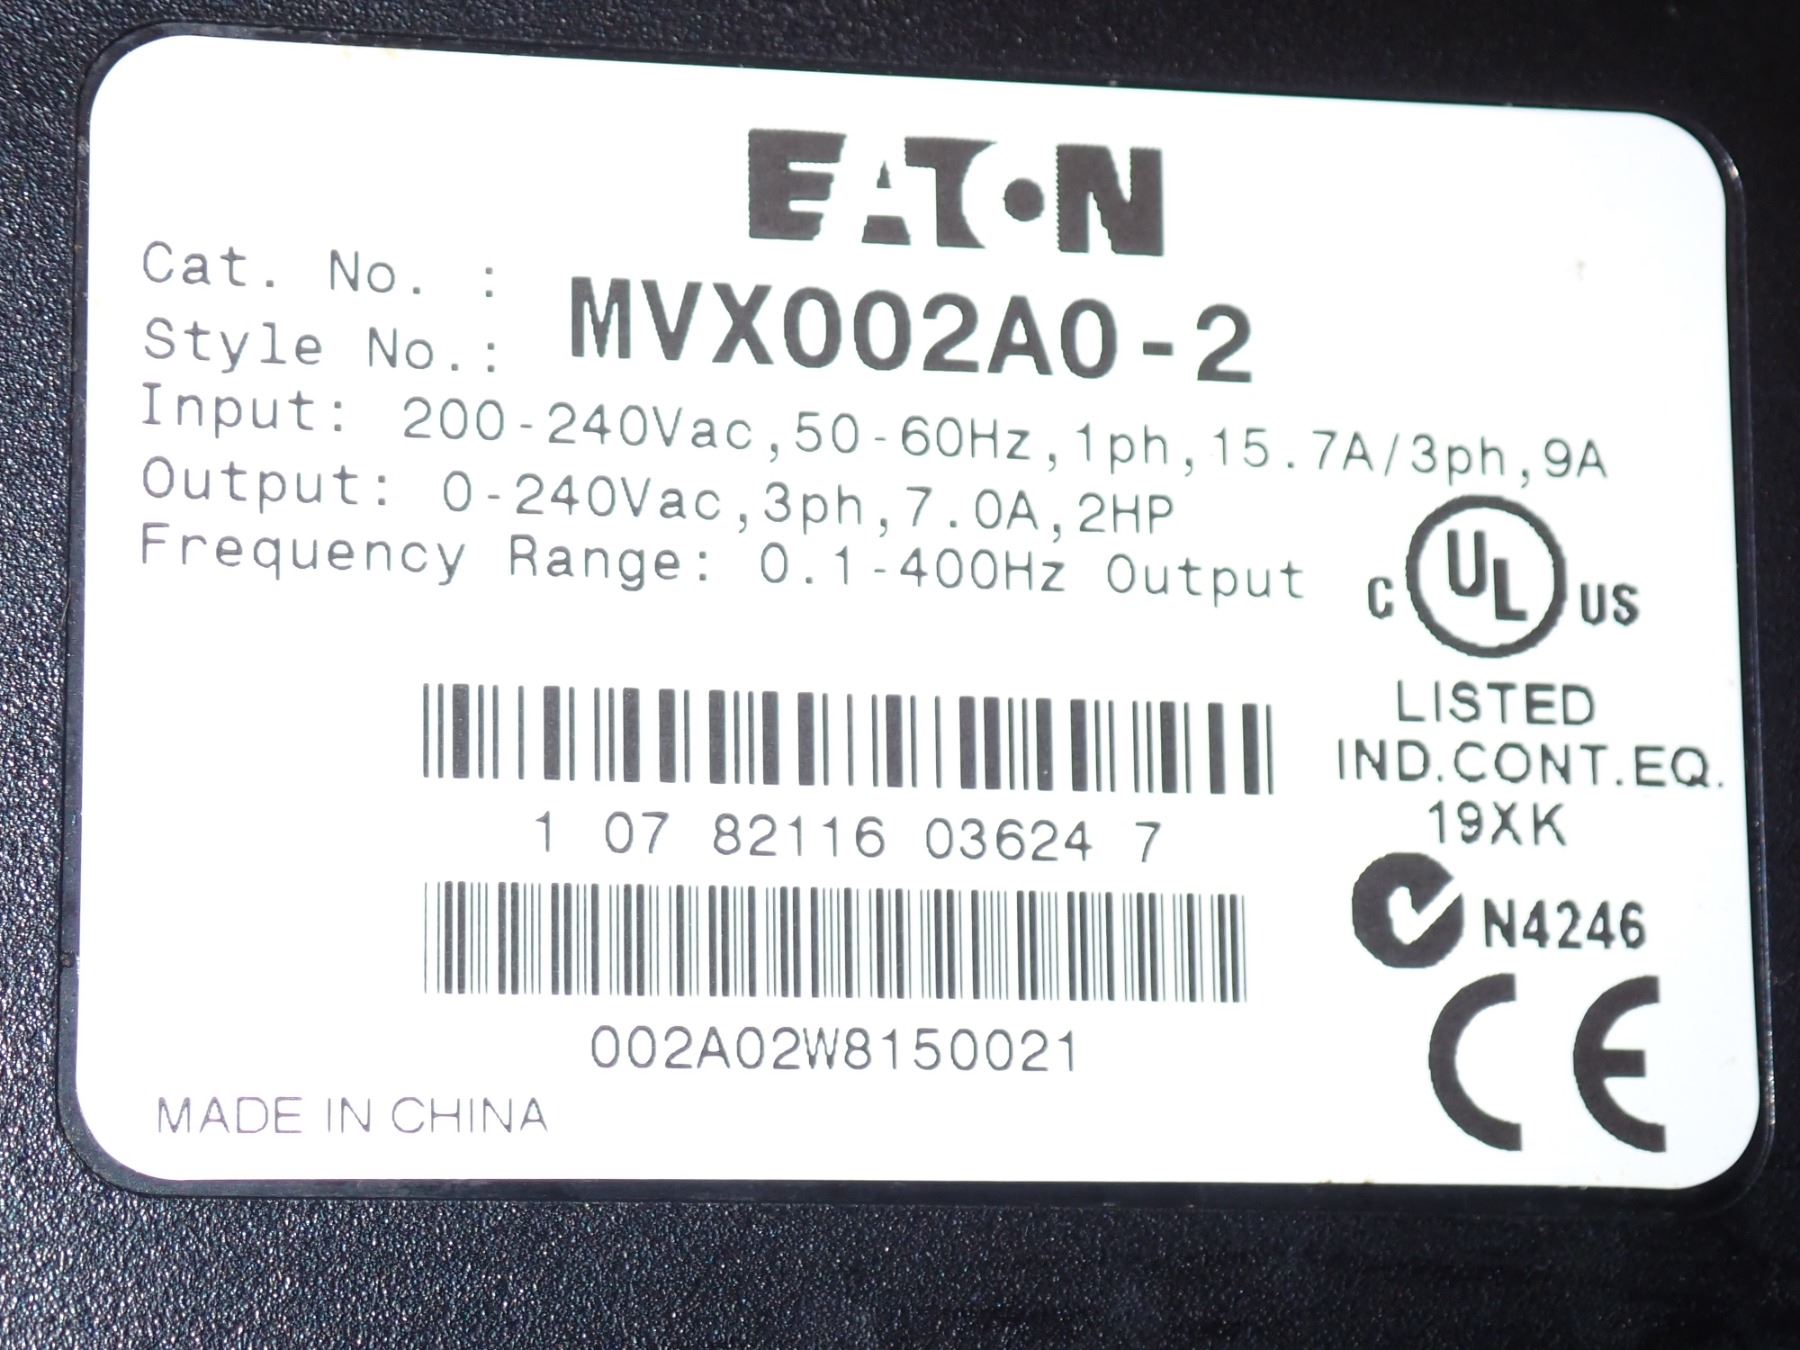 EATON
Cat. No. :
MVX002A0-2
Style No.:
Input: 200-240Vac,50-60Hz,1ph,15.7A/3ph,9A
Output: 0-240Vac,3ph,7.0A,2HP
Frequency Range: 0.1-400Hz Output
C UL US
LISTED
IND.CONT.EQ.
19XK
1 07 82116 03624 7
N4246
002A02W8150021
CE
MADE IN CHINA